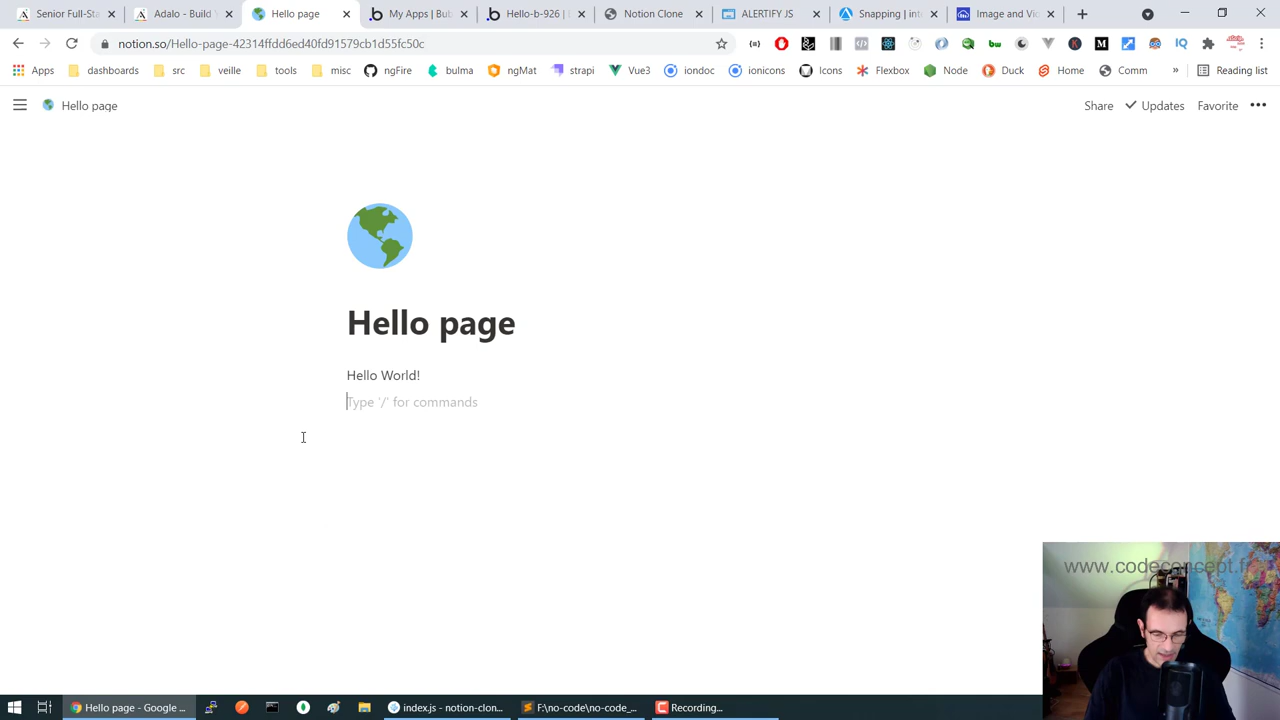 Senior Full-St
Adalo - Build Y
Hello page
My Apps | Bub
Hello-b-926 |
Notion Clone
ALERTIFY JS
Snapping | int
Image and Vi
notion.so/Hello-page-42314ffdd6ed40fd91579cb1d55fc50c
Apps
dashboards
src
veille
tools
misc
ngFire
bulma
ngMat
strapi
Vue3
iondoc
ionicons
Icons
Flexbox
Node
Duck
Home
Comm
»
Reading list
Hello page
Share
Updates
Favorite
Hello page
Hello World!
Type '/' for commands
www.codeconcept.fr
Hello page - Google ...
index.js - notion-clon...
F:\no-code\no-code_...
Recording...